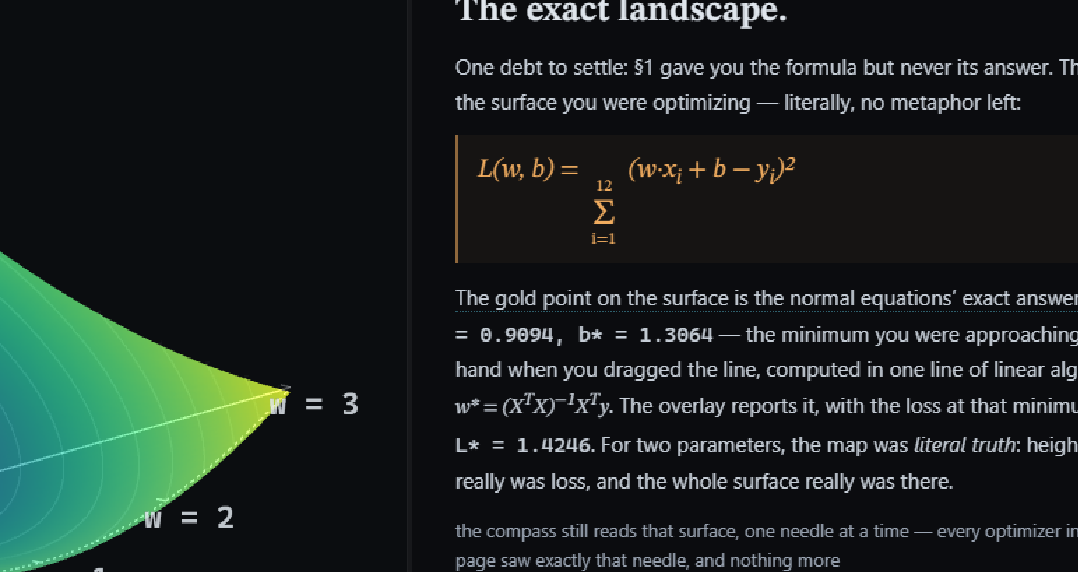 The exact landscape.
One debt to settle: §1 gave you the formula but never its answer. Th
the surface you were optimizing — literally, no metaphor left:
L(w, b) = 12 Σ i=1 (w·xᵢ + b − yᵢ)²
The gold point on the surface is the normal equations’ exact answer
= 0.9094, b* = 1.3064 — the minimum you were approaching
hand when you dragged the line, computed in one line of linear alg
w* = (XᵀX)⁻¹Xᵀy. The overlay reports it, with the loss at that minimu
L* = 1.4246. For two parameters, the map was literal truth: heigh
really was loss, and the whole surface really was there.
the compass still reads that surface, one needle at a time — every optimizer in
page saw exactly that needle, and nothing more
w = 3
w = 2